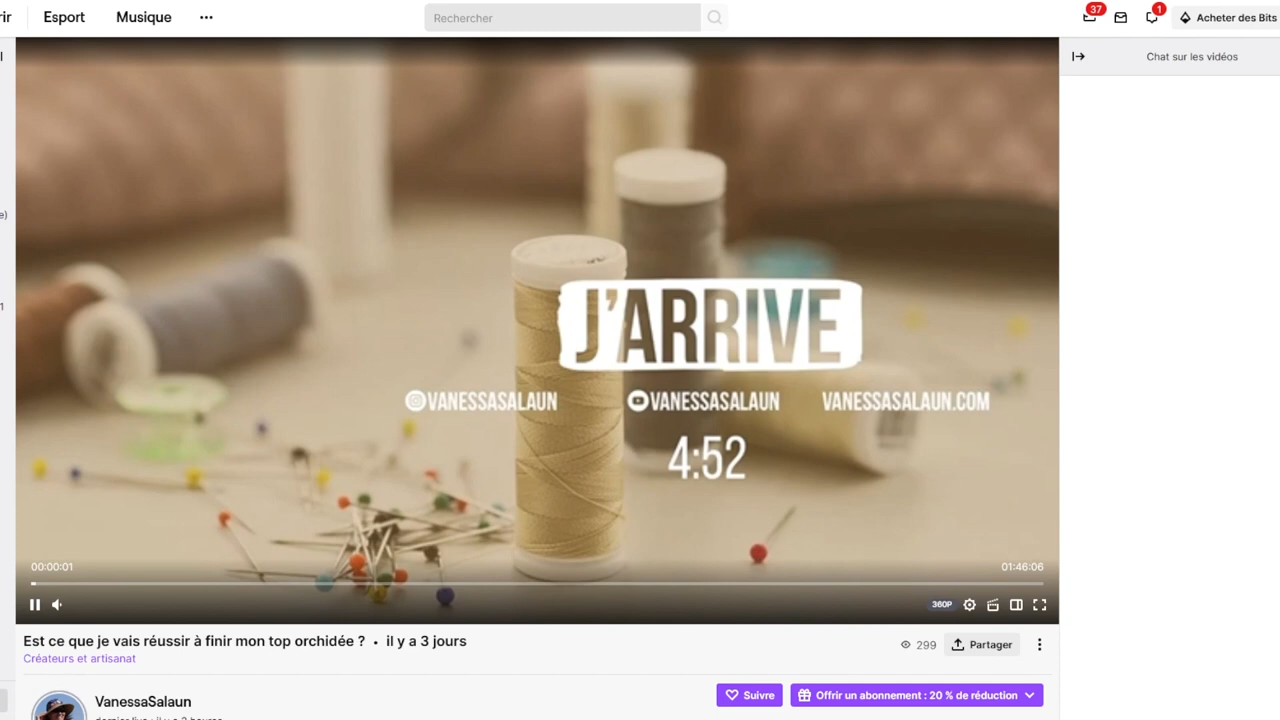 rir Esport Musique ••• Rechercher 37 1 Acheter des Bits
Chat sur les vidéos
e)
1
J'ARRIVE
@VANESSASALAUN VANESSASALAUN VANESSASALAUN.COM
4:52
00:00:01 01:46:06
360P
Est ce que je vais réussir à finir mon top orchidée ? • il y a 3 jours 299 Partager
Créateurs et artisanat
VanessaSalaun Suivre Offrir un abonnement : 20 % de réduction